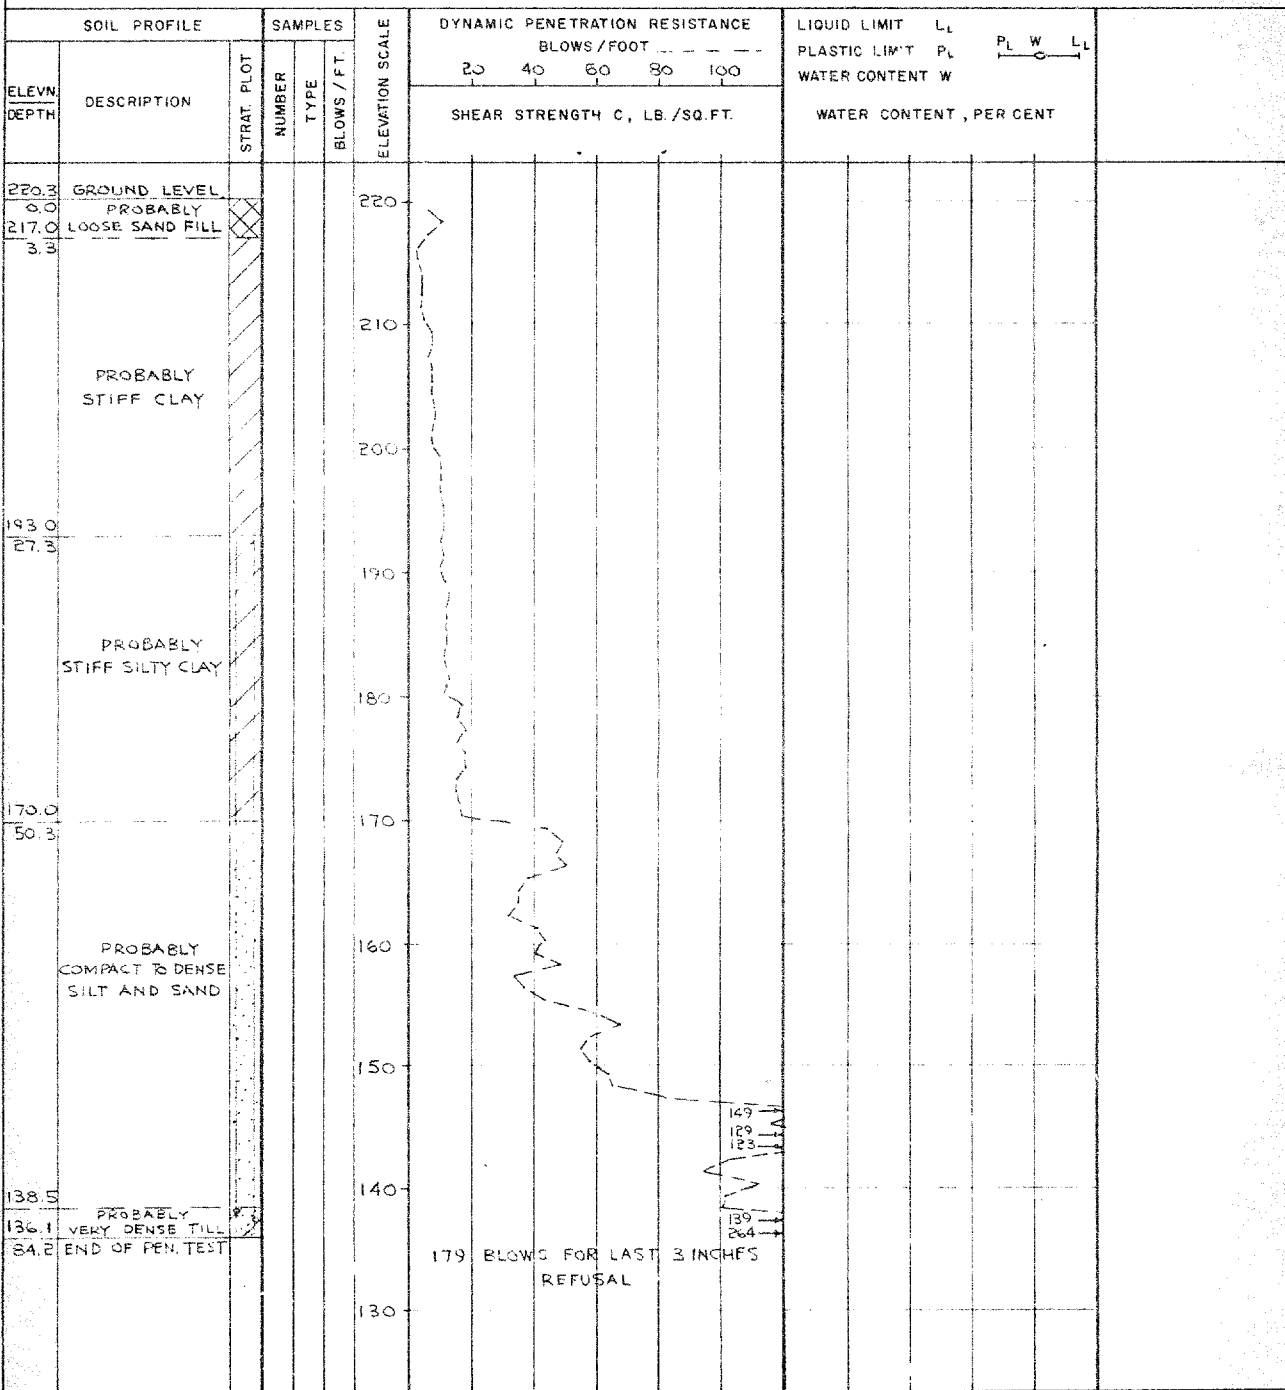 SOIL PROFILE
SAMPLES
ELEVATION SCALE
DYNAMIC PENETRATION RESISTANCE
BLOWS/FOOT
20 40 60 80 100
SHEAR STRENGTH C, LB./SQ.FT.
LIQUID LIMIT LL
PLASTIC LIM'T PL
WATER CONTENT W
PL W LL
WATER CONTENT, PER CENT
ELEVN.
DEPTH
DESCRIPTION
STRAT. PLOT
NUMBER
TYPE
BLOWS/FT.
220.3 GROUND LEVEL
0.0 PROBABLY
217.0 LOOSE SAND FILL
3.3
220
210
PROBABLY
STIFF CLAY
200
193.0
27.3
190
PROBABLY
STIFF SILTY CLAY
180
170.0
50.3
170
160
PROBABLY
COMPACT TO DENSE
SILT AND SAND
150
149
129
123
140
138.5
PROBABLY
136.1 VERY DENSE TILL
139
264
84.2 END OF PEN. TEST
179 BLOWS FOR LAST 3 INCHES
REFUSAL
130